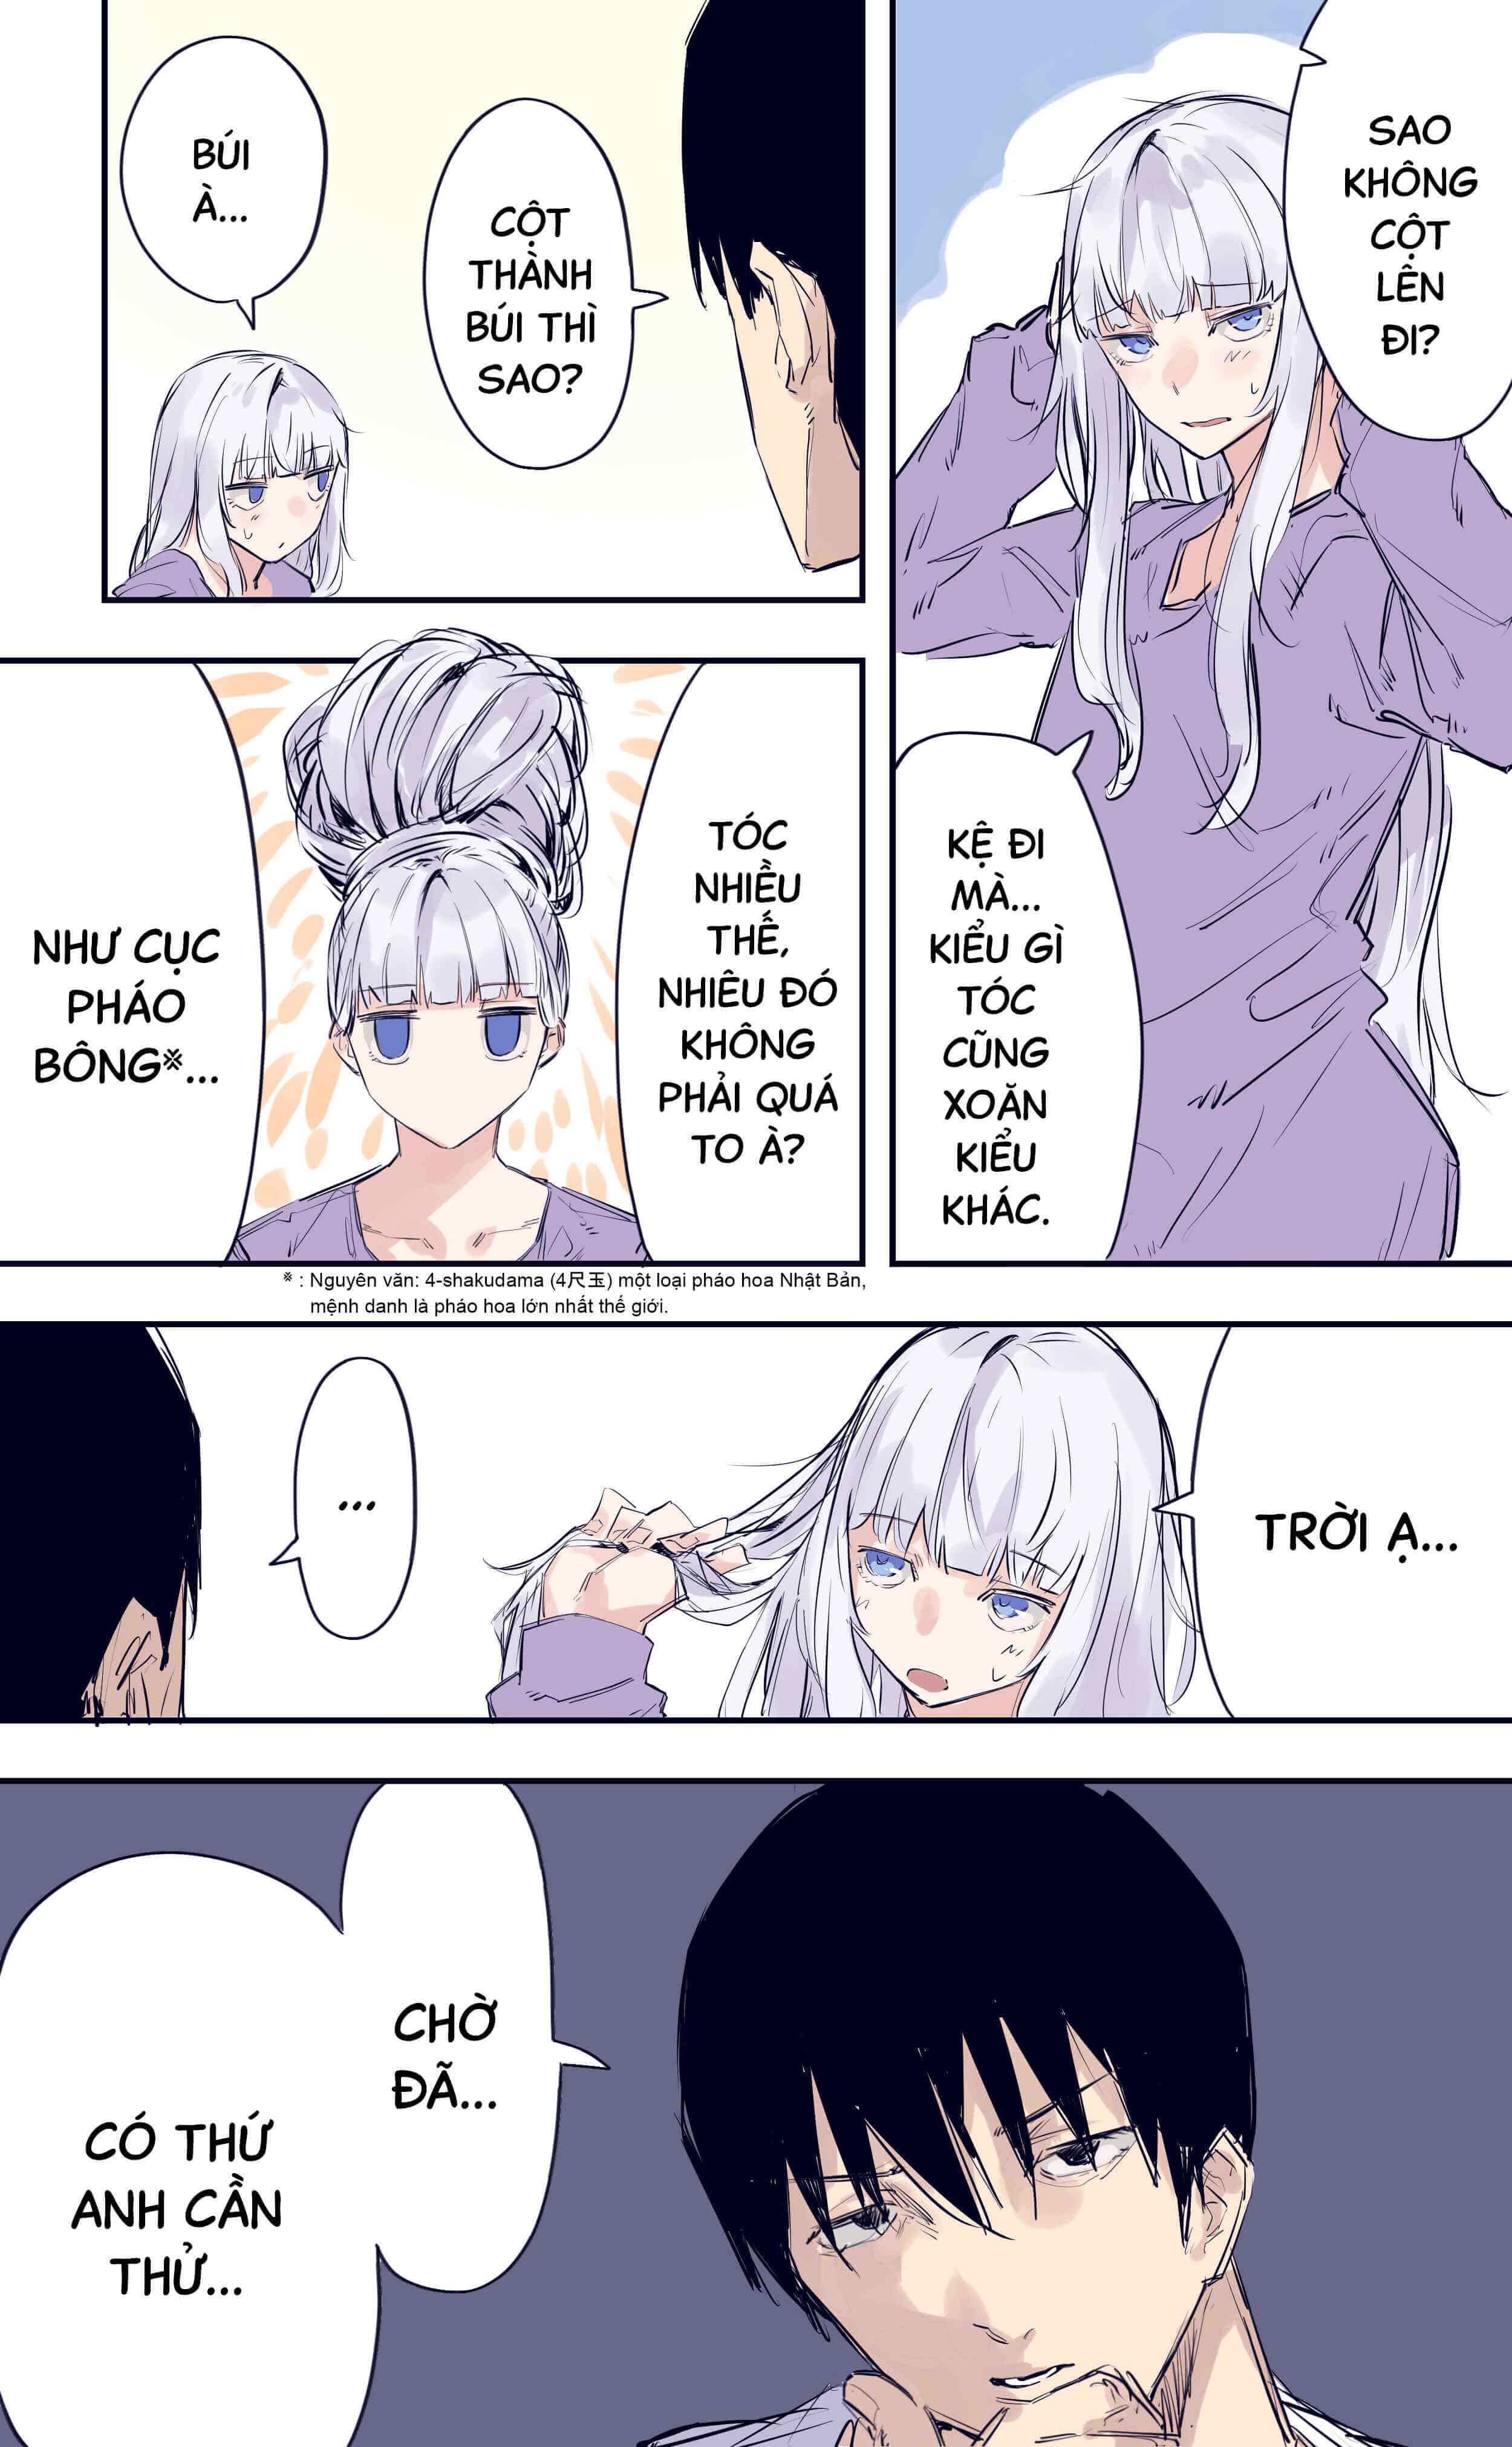 SAO
KHÔNG
CỘT
LÊN
ĐI?
KỆ ĐI
MÀ...
KIỂU GÌ
TÓC
CŨNG
XOĂN
KIỂU
KHÁC.
CỘT
THÀNH
BÚI THÌ
SAO?
BÚI
À...
TÓC
NHIỀU
THẾ,
NHIÊU ĐÓ
KHÔNG
PHẢI QUÁ
TO À?
NHƯ CỤC
PHÁO
BÔNG※...
※ : Nguyên văn: 4-shakudama (4尺玉) một loại pháo hoa Nhật Bản,
mệnh danh là pháo hoa lớn nhất thế giới.
TRỜI Ạ...
...
CHỜ
ĐÃ...
CÓ THỨ
ANH CẦN
THỬ...